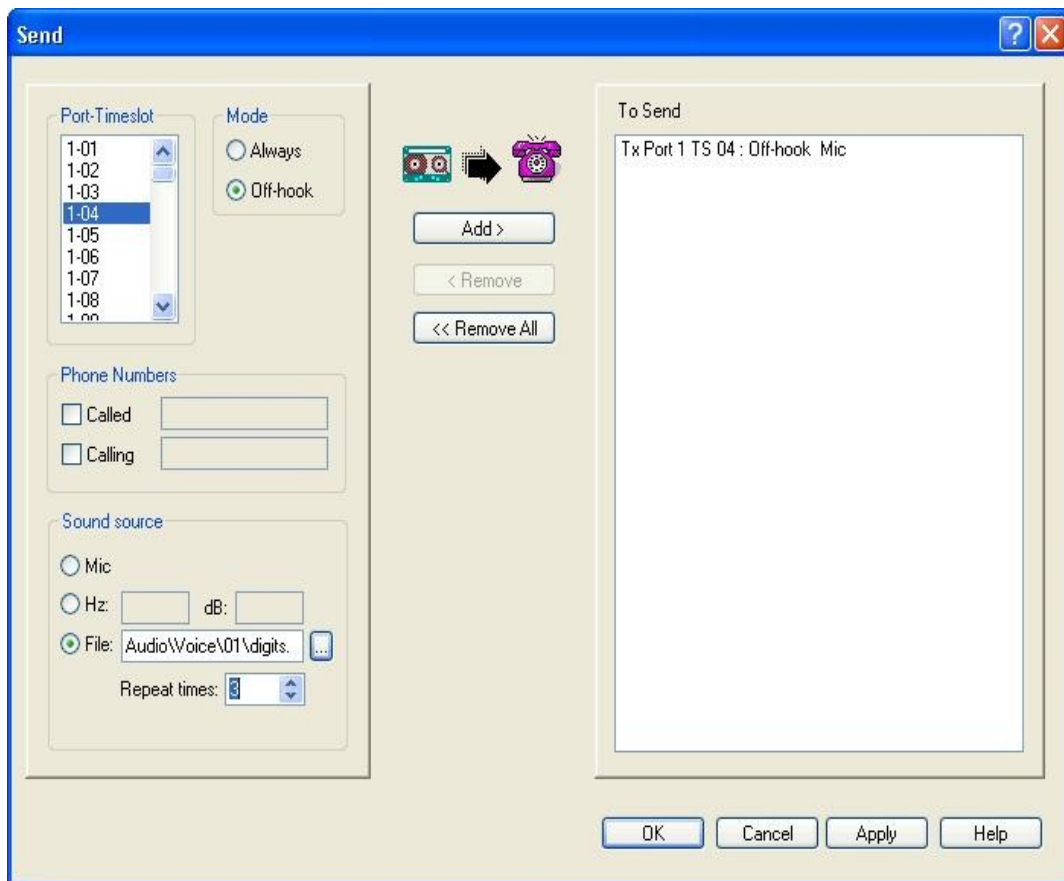 Send
Port-Timeslot
1-01
1-02
1-03
1-04
1-05
1-06
1-07
1-08
Mode
Always
Off-hook
Phone Numbers
Called
Calling
Sound source
Mic
Hz: dB:
File: Audio\Voice\01\digits. ...
Repeat times: 3
Add >
< Remove
<< Remove All
To Send
Tx Port 1 TS 04 : Off-hook Mic
OK Cancel Apply Help